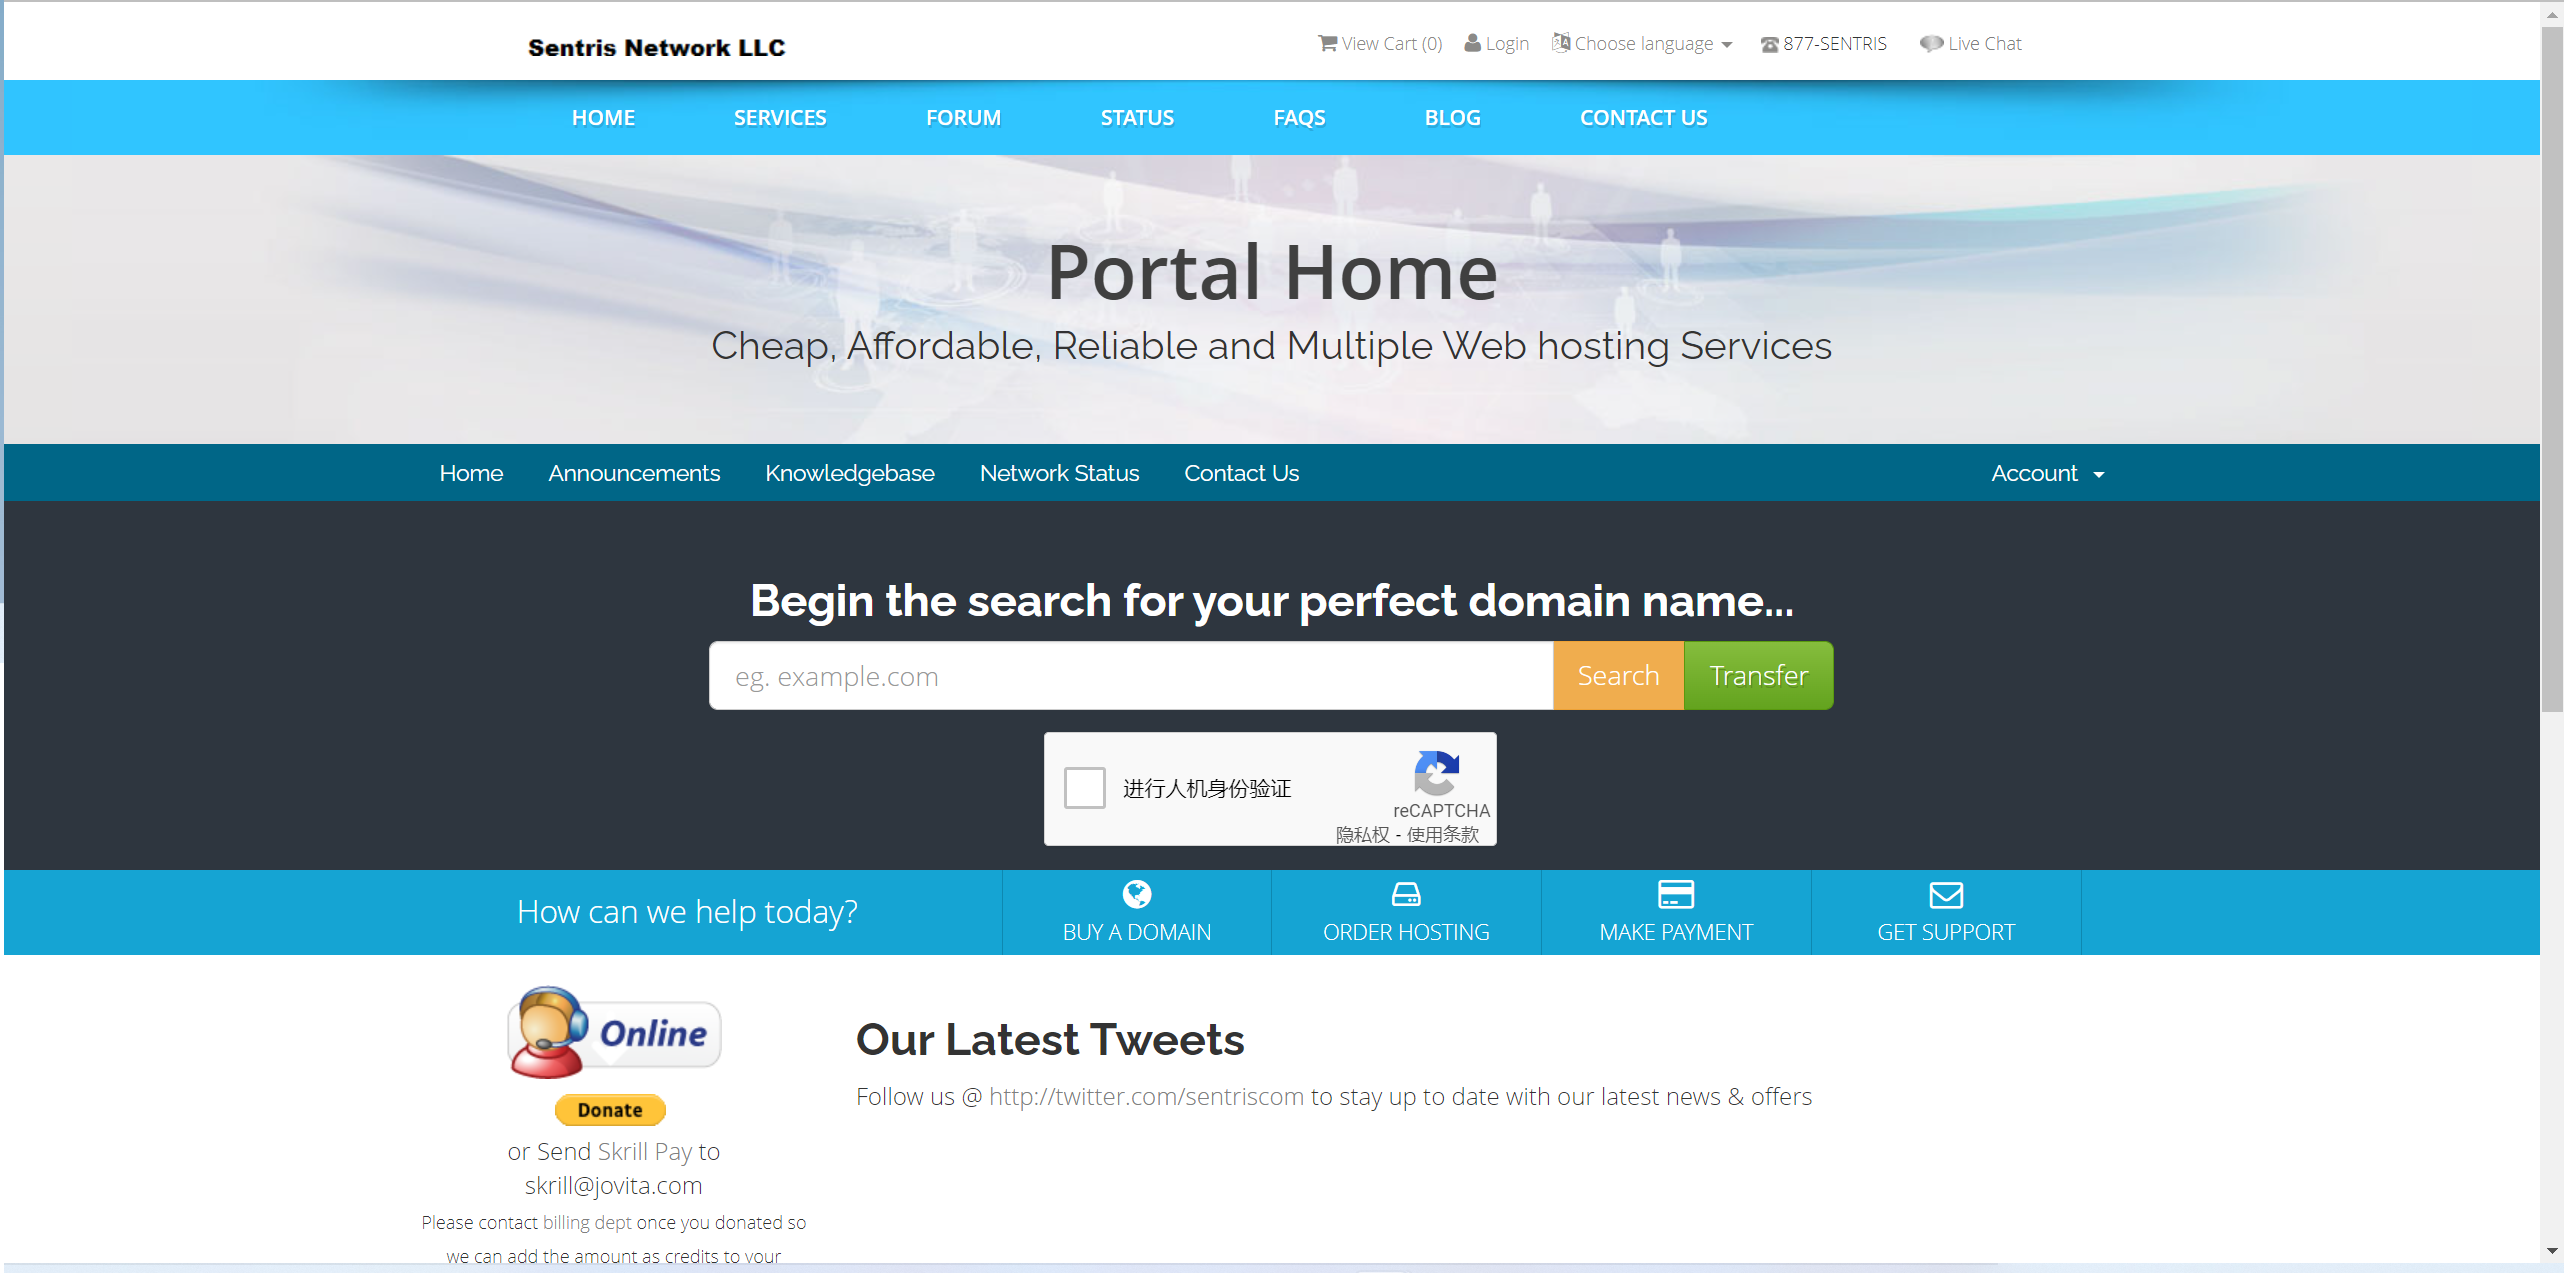 Sentris Network LLC
View Cart (0) Login Choose language 877-SENTRIS Live Chat
HOME SERVICES FORUM STATUS FAQS BLOG CONTACT US
Portal Home
Cheap, Affordable, Reliable and Multiple Web hosting Services
Home Announcements Knowledgebase Network Status Contact Us Account
Begin the search for your perfect domain name...
eg. example.com Search Transfer
进行人机身份验证
reCAPTCHA
隐私权 - 使用条款
How can we help today? BUY A DOMAIN ORDER HOSTING MAKE PAYMENT GET SUPPORT
Online
Donate
or Send Skrill Pay to
skrill@jovita.com
Please contact billing dept once you donated so
we can add the amount as credits to your
Our Latest Tweets
Follow us @ http://twitter.com/sentriscom to stay up to date with our latest news & offers